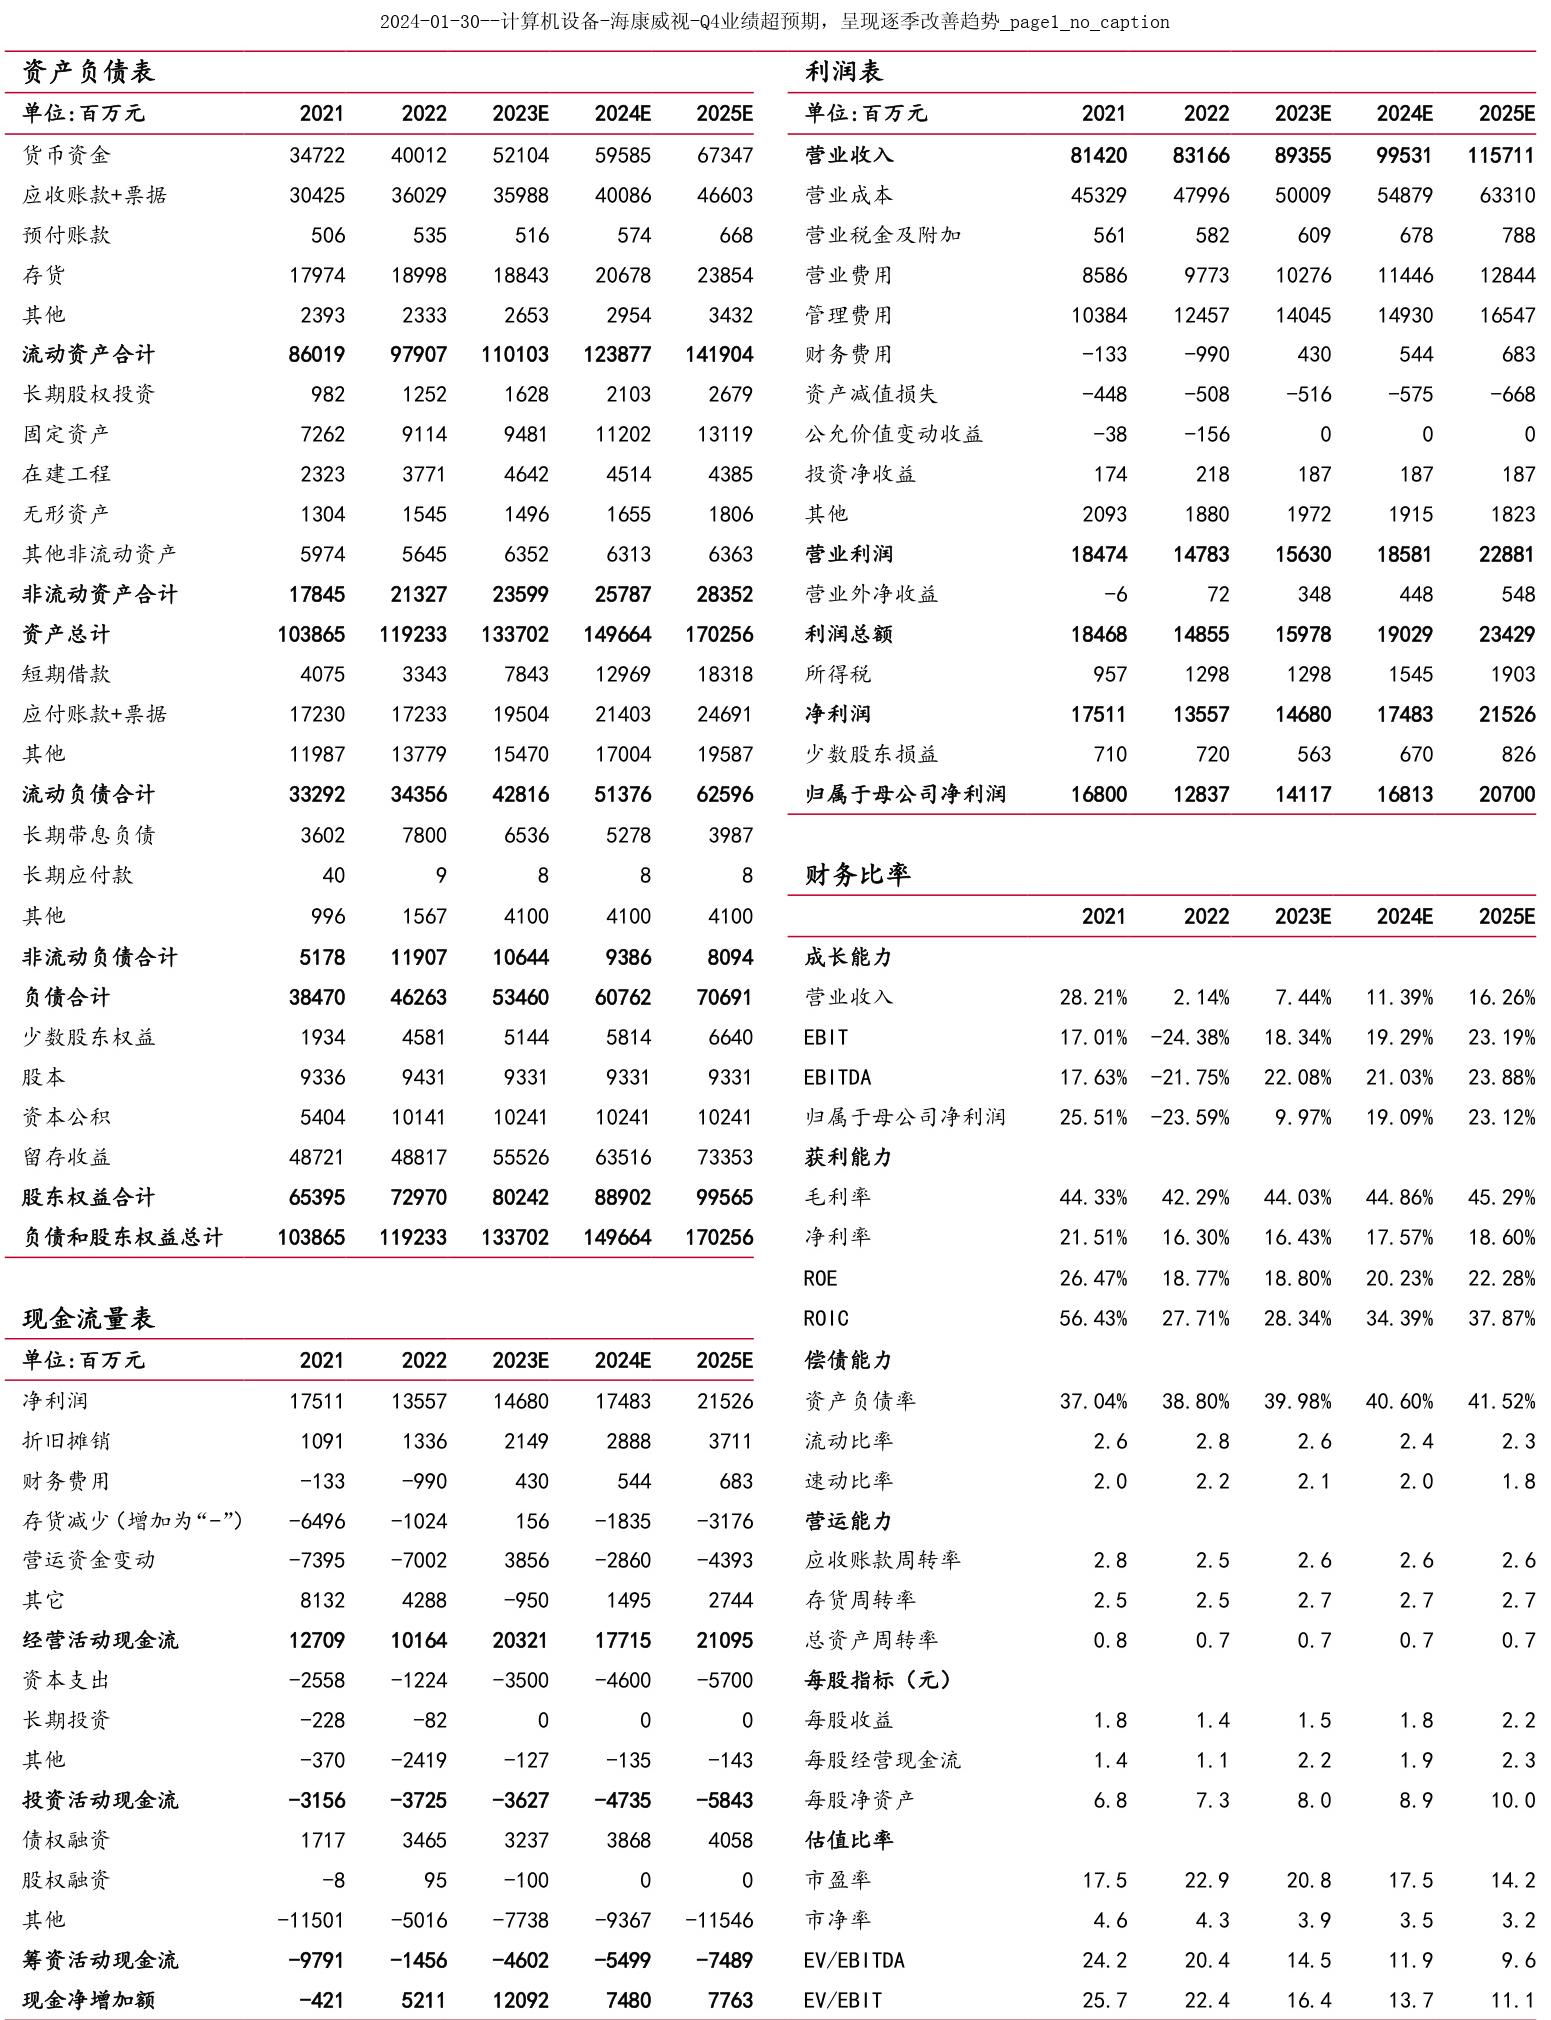 2024-01-30--计算机设备-海康威视-Q4业绩超预期，呈现逐季改善趋势_page1_no_caption
资产负债表
单位:百万元 2021 2022 2023E 2024E 2025E
货币资金 34722 40012 52104 59585 67347
应收账款+票据 30425 36029 35988 40086 46603
预付账款 506 535 516 574 668
存货 17974 18998 18843 20678 23854
其他 2393 2333 2653 2954 3432
流动资产合计 86019 97907 110103 123877 141904
长期股权投资 982 1252 1628 2103 2679
固定资产 7262 9114 9481 11202 13119
在建工程 2323 3771 4642 4514 4385
无形资产 1304 1545 1496 1655 1806
其他非流动资产 5974 5645 6352 6313 6363
非流动资产合计 17845 21327 23599 25787 28352
资产总计 103865 119233 133702 149664 170256
短期借款 4075 3343 7843 12969 18318
应付账款+票据 17230 17233 19504 21403 24691
其他 11987 13779 15470 17004 19587
流动负债合计 33292 34356 42816 51376 62596
长期带息负债 3602 7800 6536 5278 3987
长期应付款 40 9 8 8 8
其他 996 1567 4100 4100 4100
非流动负债合计 5178 11907 10644 9386 8094
负债合计 38470 46263 53460 60762 70691
少数股东权益 1934 4581 5144 5814 6640
股本 9336 9431 9331 9331 9331
资本公积 5404 10141 10241 10241 10241
留存收益 48721 48817 55526 63516 73353
股东权益合计 65395 72970 80242 88902 99565
负债和股东权益总计 103865 119233 133702 149664 170256
现金流量表
单位:百万元 2021 2022 2023E 2024E 2025E
净利润 17511 13557 14680 17483 21526
折旧摊销 1091 1336 2149 2888 3711
财务费用 -133 -990 430 544 683
存货减少(增加为“-”) -6496 -1024 156 -1835 -3176
营运资金变动 -7395 -7002 3856 -2860 -4393
其它 8132 4288 -950 1495 2744
经营活动现金流 12709 10164 20321 17715 21095
资本支出 -2558 -1224 -3500 -4600 -5700
长期投资 -228 -82 0 0 0
其他 -370 -2419 -127 -135 -143
投资活动现金流 -3156 -3725 -3627 -4735 -5843
债权融资 1717 3465 3237 3868 4058
股权融资 -8 95 -100 0 0
其他 -11501 -5016 -7738 -9367 -11546
筹资活动现金流 -9791 -1456 -4602 -5499 -7489
现金净增加额 -421 5211 12092 7480 7763
利润表
单位:百万元 2021 2022 2023E 2024E 2025E
营业收入 81420 83166 89355 99531 115711
营业成本 45329 47996 50009 54879 63310
营业税金及附加 561 582 609 678 788
营业费用 8586 9773 10276 11446 12844
管理费用 10384 12457 14045 14930 16547
财务费用 -133 -990 430 544 683
资产减值损失 -448 -508 -516 -575 -668
公允价值变动收益 -38 -156 0 0 0
投资净收益 174 218 187 187 187
其他 2093 1880 1972 1915 1823
营业利润 18474 14783 15630 18581 22881
营业外净收益 -6 72 348 448 548
利润总额 18468 14855 15978 19029 23429
所得税 957 1298 1298 1545 1903
净利润 17511 13557 14680 17483 21526
少数股东损益 710 720 563 670 826
归属于母公司净利润 16800 12837 14117 16813 20700
财务比率
2021 2022 2023E 2024E 2025E
成长能力
营业收入 28.21% 2.14% 7.44% 11.39% 16.26%
EBIT 17.01% -24.38% 18.34% 19.29% 23.19%
EBITDA 17.63% -21.75% 22.08% 21.03% 23.88%
归属于母公司净利润 25.51% -23.59% 9.97% 19.09% 23.12%
获利能力
毛利率 44.33% 42.29% 44.03% 44.86% 45.29%
净利率 21.51% 16.30% 16.43% 17.57% 18.60%
ROE 26.47% 18.77% 18.80% 20.23% 22.28%
ROIC 56.43% 27.71% 28.34% 34.39% 37.87%
偿债能力
资产负债率 37.04% 38.80% 39.98% 40.60% 41.52%
流动比率 2.6 2.8 2.6 2.4 2.3
速动比率 2.0 2.2 2.1 2.0 1.8
营运能力
应收账款周转率 2.8 2.5 2.6 2.6 2.6
存货周转率 2.5 2.5 2.7 2.7 2.7
总资产周转率 0.8 0.7 0.7 0.7 0.7
每股指标（元）
每股收益 1.8 1.4 1.5 1.8 2.2
每股经营现金流 1.4 1.1 2.2 1.9 2.3
每股净资产 6.8 7.3 8.0 8.9 10.0
估值比率
市盈率 17.5 22.9 20.8 17.5 14.2
市净率 4.6 4.3 3.9 3.5 3.2
EV/EBITDA 24.2 20.4 14.5 11.9 9.6
EV/EBIT 25.7 22.4 16.4 13.7 11.1